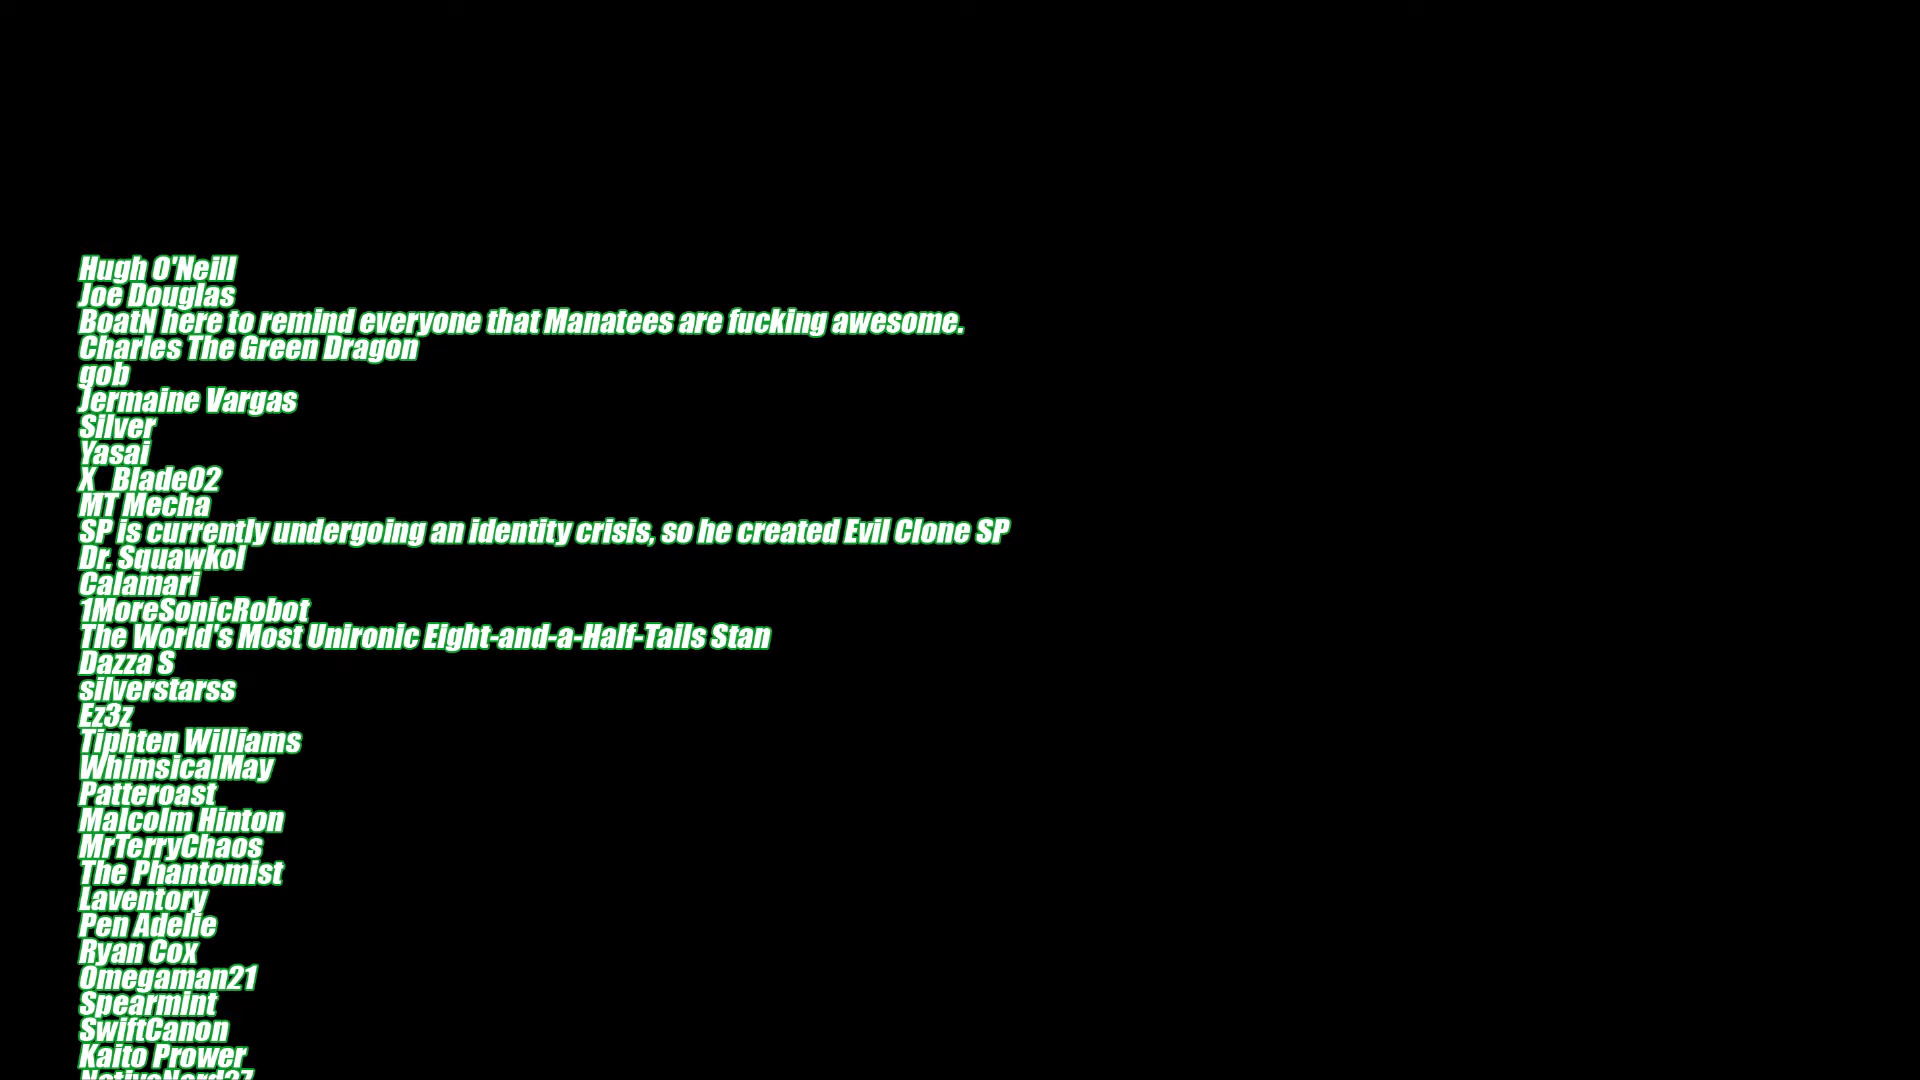 Hugh O'Neill
Joe Douglas
BoatN here to remind everyone that Manatees are fucking awesome.
Charles The Green Dragon
gob
Jermaine Vargas
Silver
Yasai
X_Blade02
MT Mecha
SP is currently undergoing an identity crisis, so he created Evil Clone SP
Dr. Squawkol
Calamari
1MoreSonicRobot
The World's Most Unironic Eight-and-a-Half-Tails Stan
Dazza S
silverstarss
Ez3z
Tiphten Williams
WhimsicalMay
Patteroast
Malcolm Hinton
MrTerryChaos
The Phantomist
Laventory
Pen Adelie
Ryan Cox
Omegaman21
Spearmint
SwiftCanon
Kaito Prower
NativeNerd27